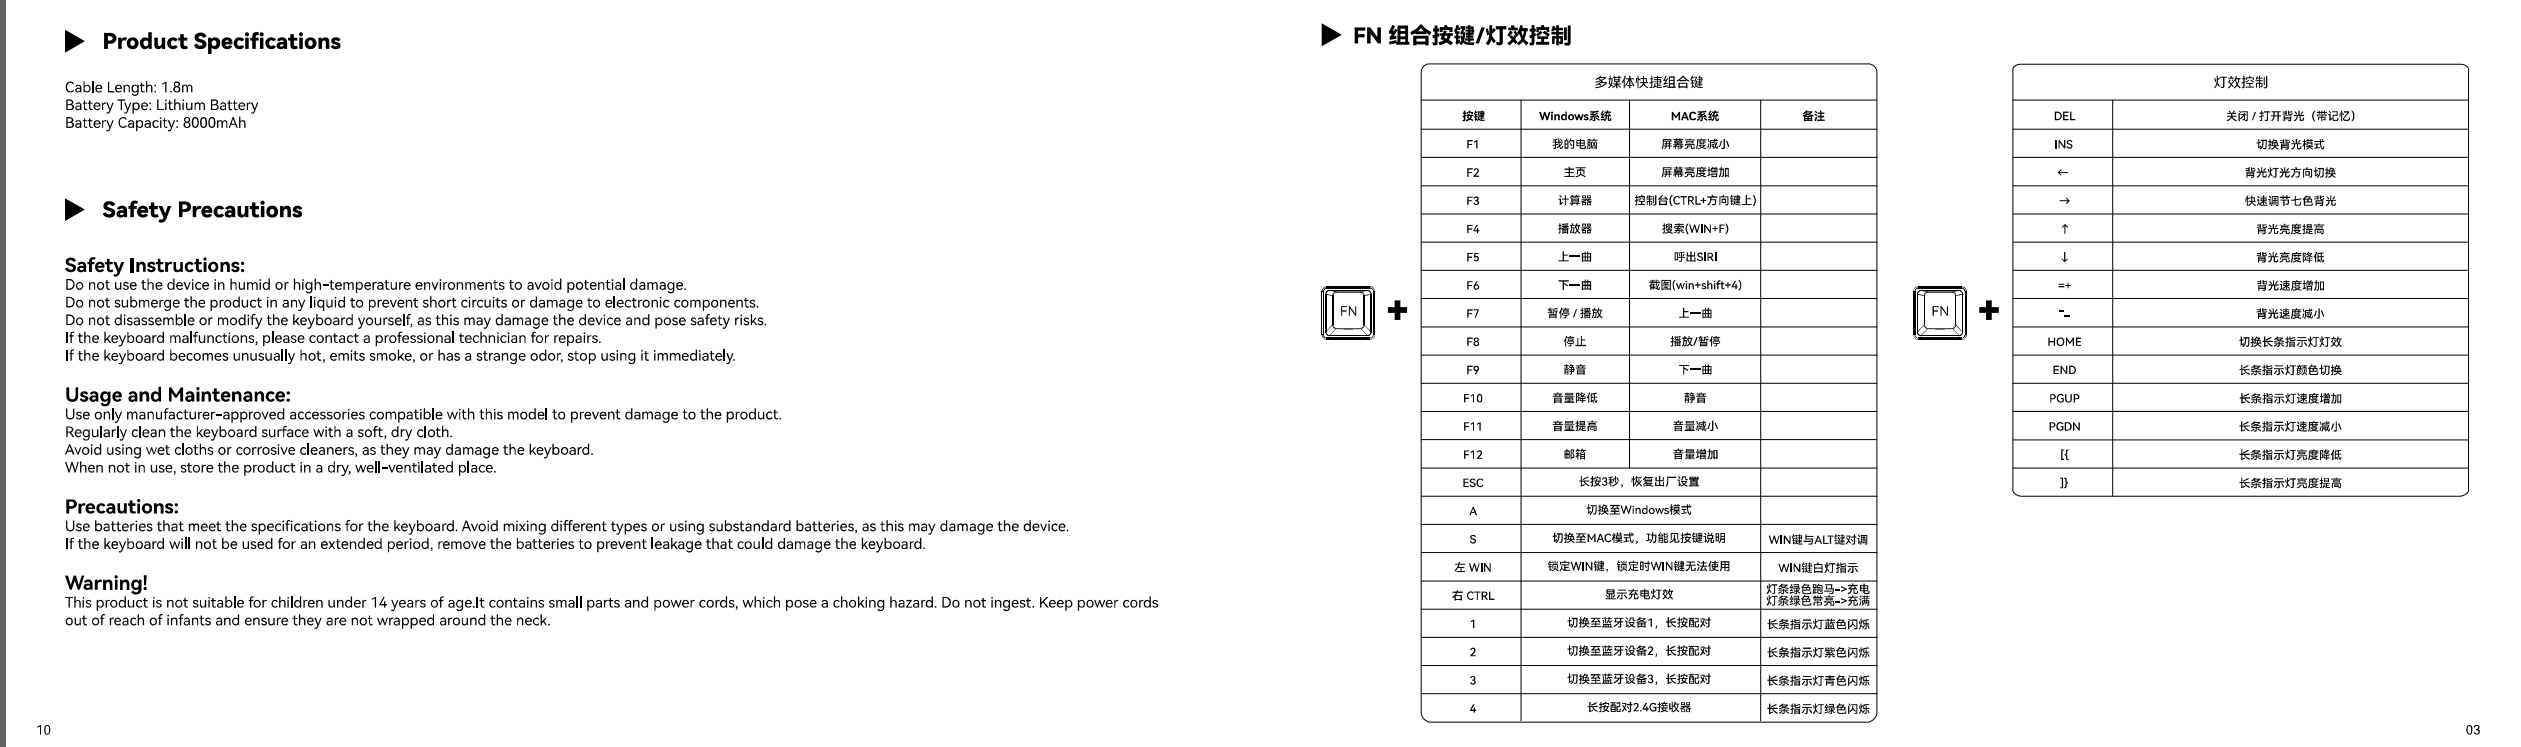 Product Specifications
Cable Length: 1.8m
Battery Type: Lithium Battery
Battery Capacity: 8000mAh
Safety Precautions
Safety Instructions:
Do not use the device in humid or high-temperature environments to avoid potential damage.
Do not submerge the product in any liquid to prevent short circuits or damage to electronic components.
Do not disassemble or modify the keyboard yourself, as this may damage the device and pose safety risks.
If the keyboard malfunctions, please contact a professional technician for repairs.
If the keyboard becomes unusually hot, emits smoke, or has a strange odor, stop using it immediately.
Usage and Maintenance:
Use only manufacturer-approved accessories compatible with this model to prevent damage to the product.
Regularly clean the keyboard surface with a soft, dry cloth.
Avoid using wet cloths or corrosive cleaners, as they may damage the keyboard.
When not in use, store the product in a dry, well-ventilated place.
Precautions:
Use batteries that meet the specifications for the keyboard. Avoid mixing different types or using substandard batteries, as this may damage the device.
If the keyboard will not be used for an extended period, remove the batteries to prevent leakage that could damage the keyboard.
Warning!
This product is not suitable for children under 14 years of age.It contains small parts and power cords, which pose a choking hazard. Do not ingest. Keep power cords
out of reach of infants and ensure they are not wrapped around the neck.
10
FN 组合按键/灯效控制
FN +
多媒体快捷组合键
按键 Windows系统 MAC系统 备注
F1 我的电脑 屏幕亮度减小
F2 主页 屏幕亮度增加
F3 计算器 控制台(CTRL+方向键上)
F4 播放器 搜索(WIN+F)
F5 上一曲 呼出SIRI
F6 下一曲 截图(win+shift+4)
F7 暂停 / 播放 上一曲
F8 停止 播放/暂停
F9 静音 下一曲
F10 音量降低 静音
F11 音量提高 音量减小
F12 邮箱 音量增加
ESC 长按3秒，恢复出厂设置
A 切换至Windows模式
S 切换至MAC模式，功能见按键说明 WIN键与ALT键对调
左 WIN 锁定WIN键，锁定时WIN键无法使用 WIN键白灯指示
右 CTRL 显示充电灯效 灯条绿色跑马->充电
灯条绿色常亮->充满
1 切换至蓝牙设备1，长按配对 长条指示灯蓝色闪烁
2 切换至蓝牙设备2，长按配对 长条指示灯紫色闪烁
3 切换至蓝牙设备3，长按配对 长条指示灯青色闪烁
4 长按配对2.4G接收器 长条指示灯绿色闪烁
FN +
灯效控制
DEL 关闭 / 打开背光（带记忆）
INS 切换背光模式
← 背光灯光方向切换
→ 快速调节七色背光
↑ 背光亮度提高
↓ 背光亮度降低
=+ 背光速度增加
-_ 背光速度减小
HOME 切换长条指示灯灯效
END 长条指示灯颜色切换
PGUP 长条指示灯速度增加
PGDN 长条指示灯速度减小
[{ 长条指示灯亮度降低
]} 长条指示灯亮度提高
03